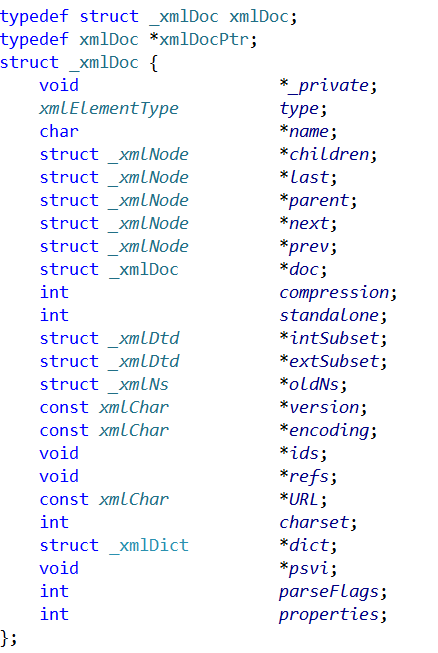 typedef struct _xmlDoc xmlDoc;
typedef xmlDoc *xmlDocPtr;
struct _xmlDoc {
    void                    *_private;
    xmlElementType          type;
    char                    *name;
    struct _xmlNode         *children;
    struct _xmlNode         *last;
    struct _xmlNode         *parent;
    struct _xmlNode         *next;
    struct _xmlNode         *prev;
    struct _xmlDoc          *doc;
    int                     compression;
    int                     standalone;
    struct _xmlDtd          *intSubset;
    struct _xmlDtd          *extSubset;
    struct _xmlNs           *oldNs;
    const xmlChar           *version;
    const xmlChar           *encoding;
    void                    *ids;
    void                    *refs;
    const xmlChar           *URL;
    int                     charset;
    struct _xmlDict         *dict;
    void                    *psvi;
    int                     parseFlags;
    int                     properties;
};